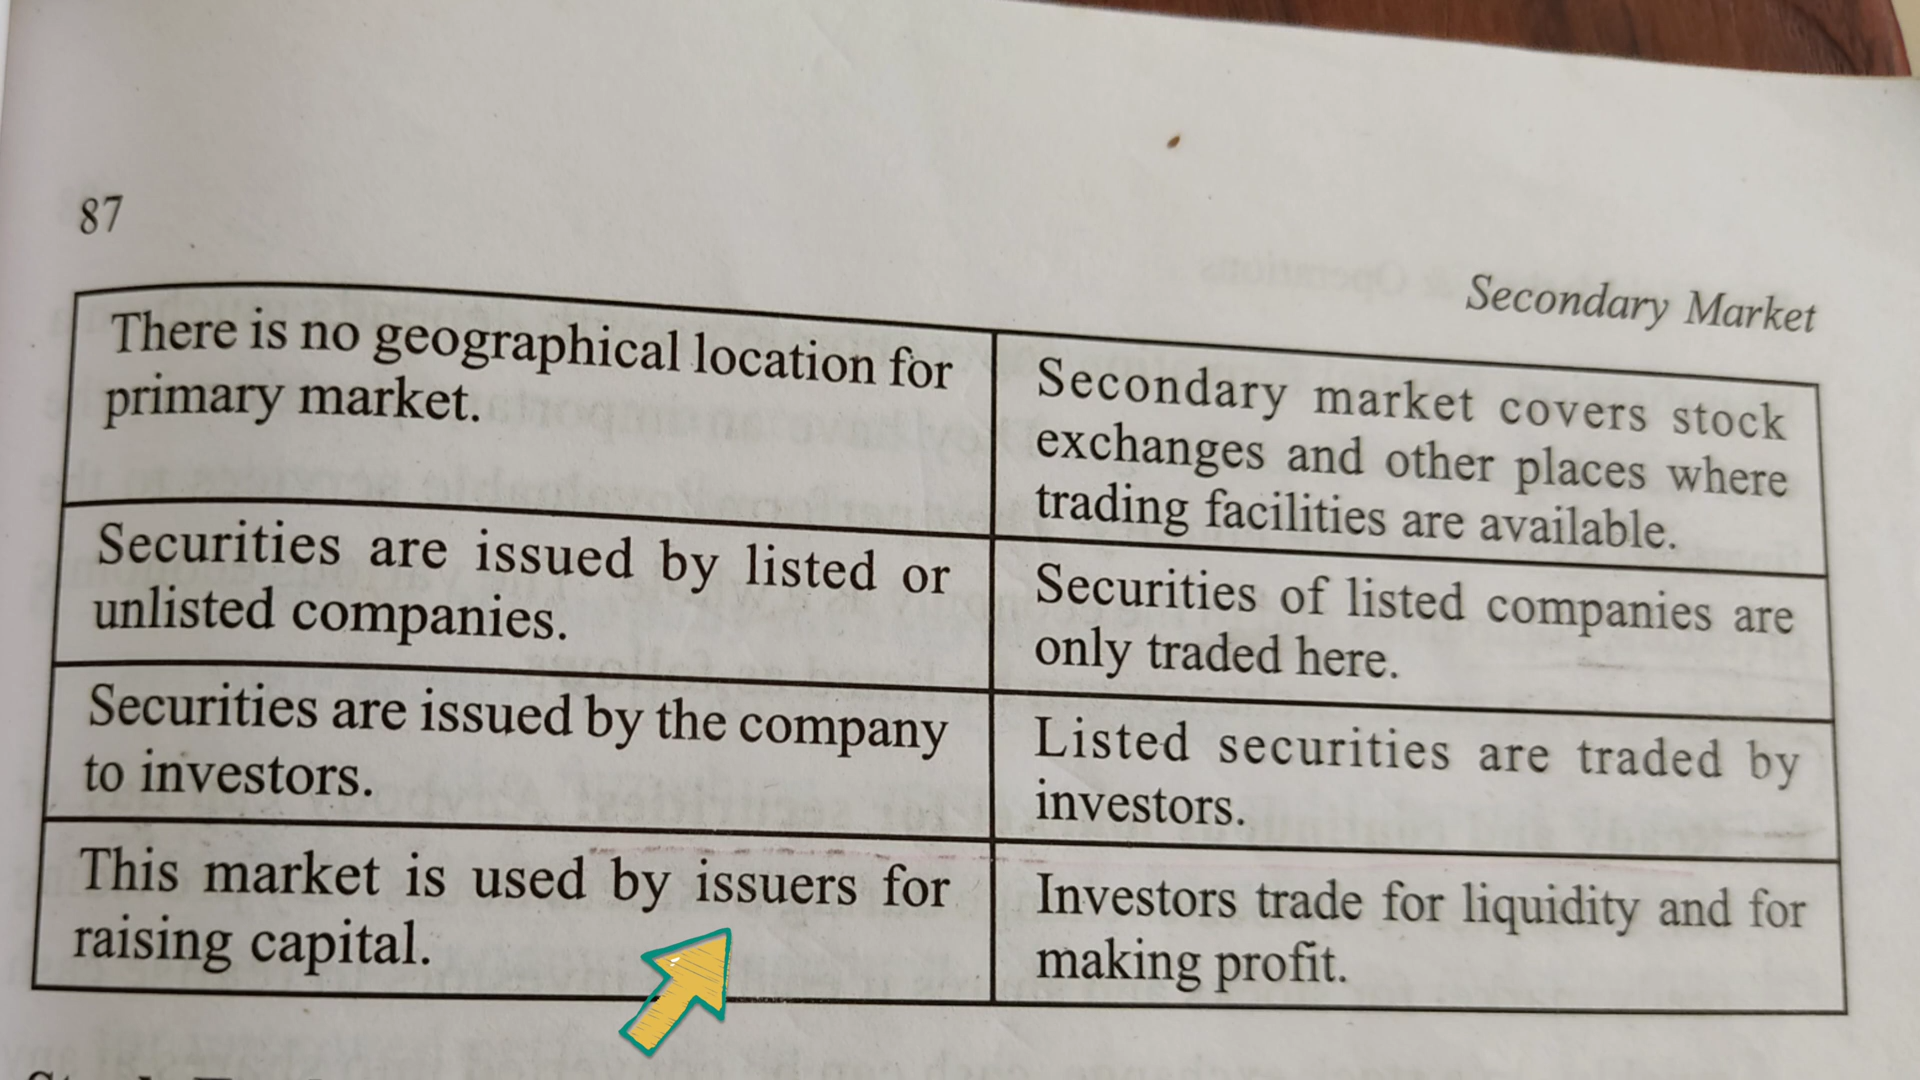 87
Secondary Market
There is no geographical location for
primary market.
Secondary market covers stock
exchanges and other places where
trading facilities are available.
Securities are issued by listed or
unlisted companies.
Securities of listed companies are
only traded here.
Securities are issued by the company
to investors.
Listed securities are traded by
investors.
This market is used by issuers for
raising capital.
Investors trade for liquidity and for
making profit.